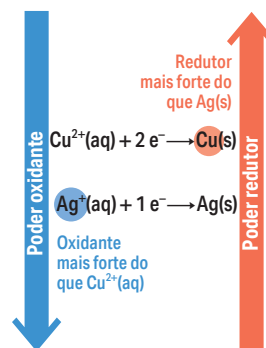 Redutor
mais forte do
que Ag(s)
Cu²⁺(aq) + 2 e⁻ ⟶ Cu(s)
Ag⁺(aq) + 1 e⁻ ⟶ Ag(s)
Oxidante
mais forte do
que Cu²⁺(aq)
Poder oxidante
Poder redutor